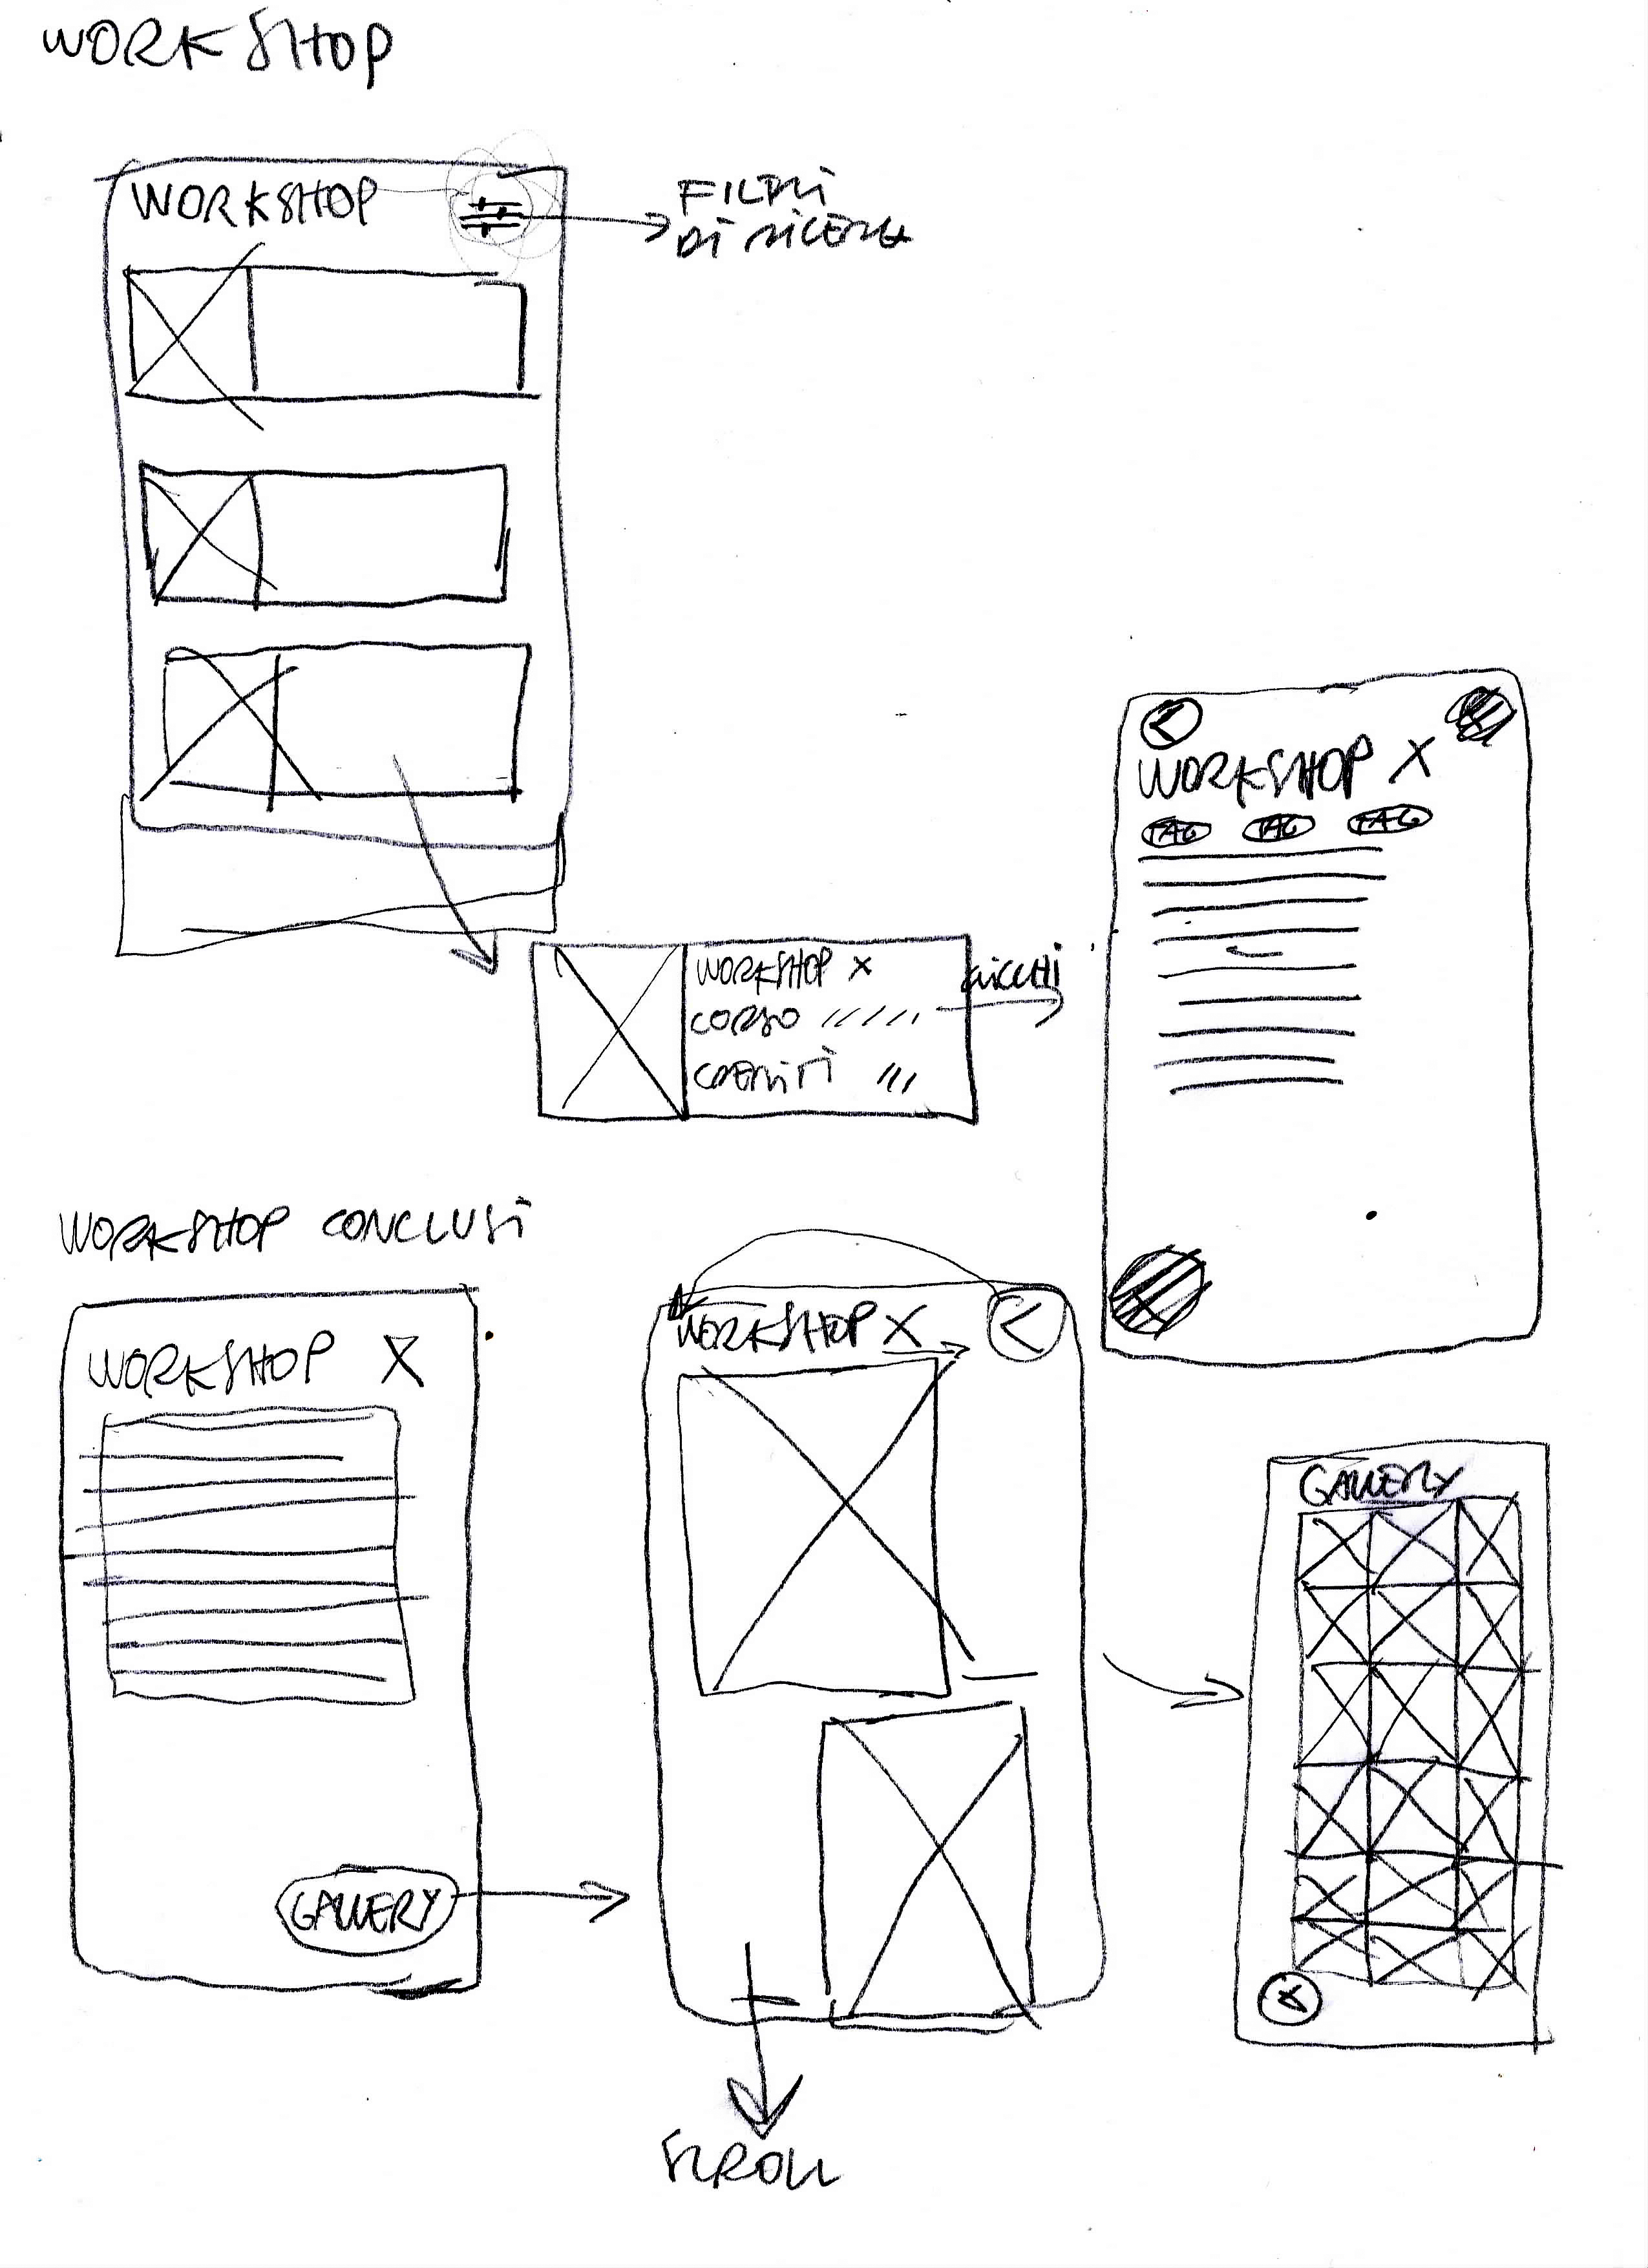 WORKSHOP
WORKSHOP
FILTRI
DI RICERCA
WORKSHOP X
TAG TAG TAG
WORKSHOP X
CORSO
CREDITI
CLICCHI
WORKSHOP CONCLUSI
WORKSHOP X
GALLERY
WORKSHOP X
SCROLL
GALLERY